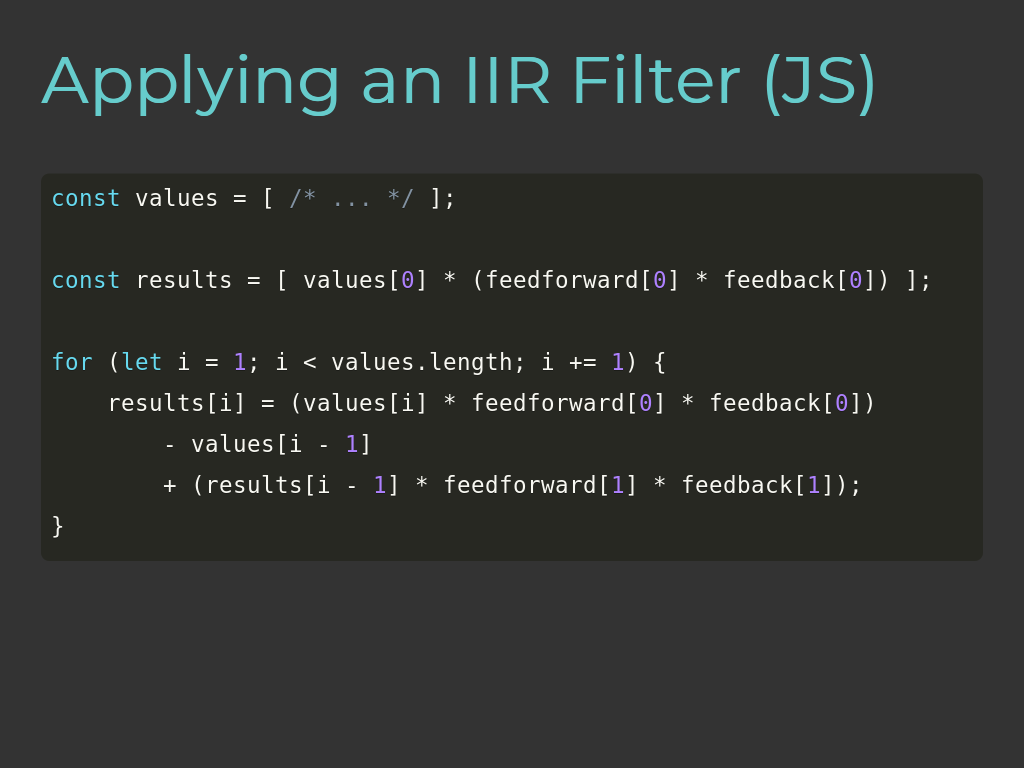 Applying an IIR Filter (JS)
const values = [ /* ... */ ];
const results = [ values[0] * (feedforward[0] * feedback[0]) ];
for (let i = 1; i < values.length; i += 1) {
    results[i] = (values[i] * feedforward[0] * feedback[0])
        - values[i - 1]
        + (results[i - 1] * feedforward[1] * feedback[1]);
}